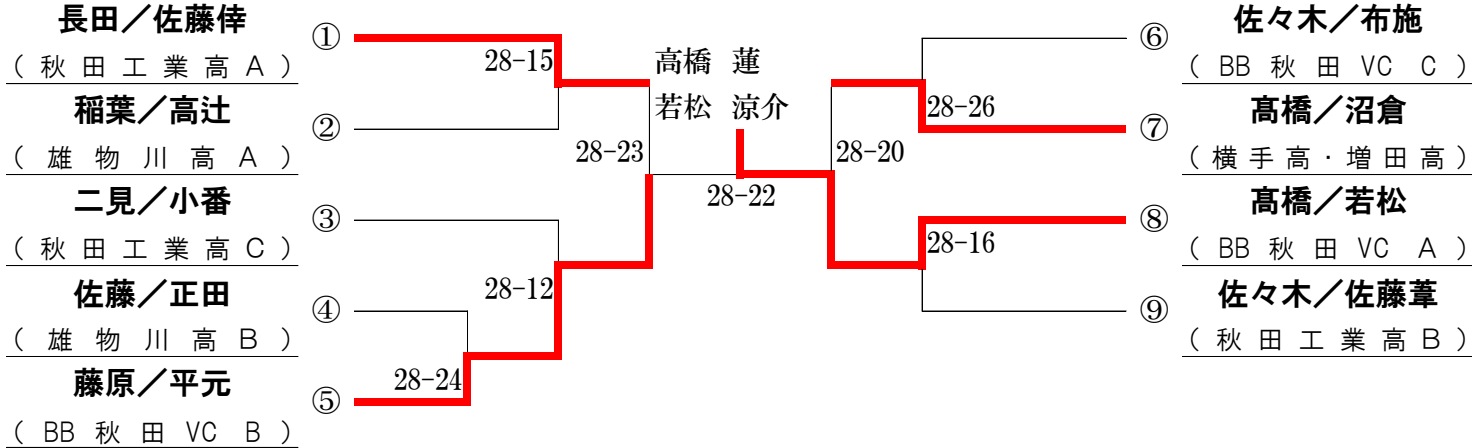 長田／佐藤倖
(秋田工業高A)
①
稲葉／高辻
(雄物川高A)
②
二見／小番
(秋田工業高C)
③
佐藤／正田
(雄物川高B)
④
藤原／平元
(BB秋田VC B)
⑤
28-15
28-23
28-12
28-24
高橋 蓮
若松 涼介
28-22
28-26
28-20
28-16
佐々木／布施
⑥
(BB秋田VC C)
髙橋／沼倉
⑦
(横手高・増田高)
髙橋／若松
⑧
(BB秋田VC A)
佐々木／佐藤葦
⑨
(秋田工業高B)